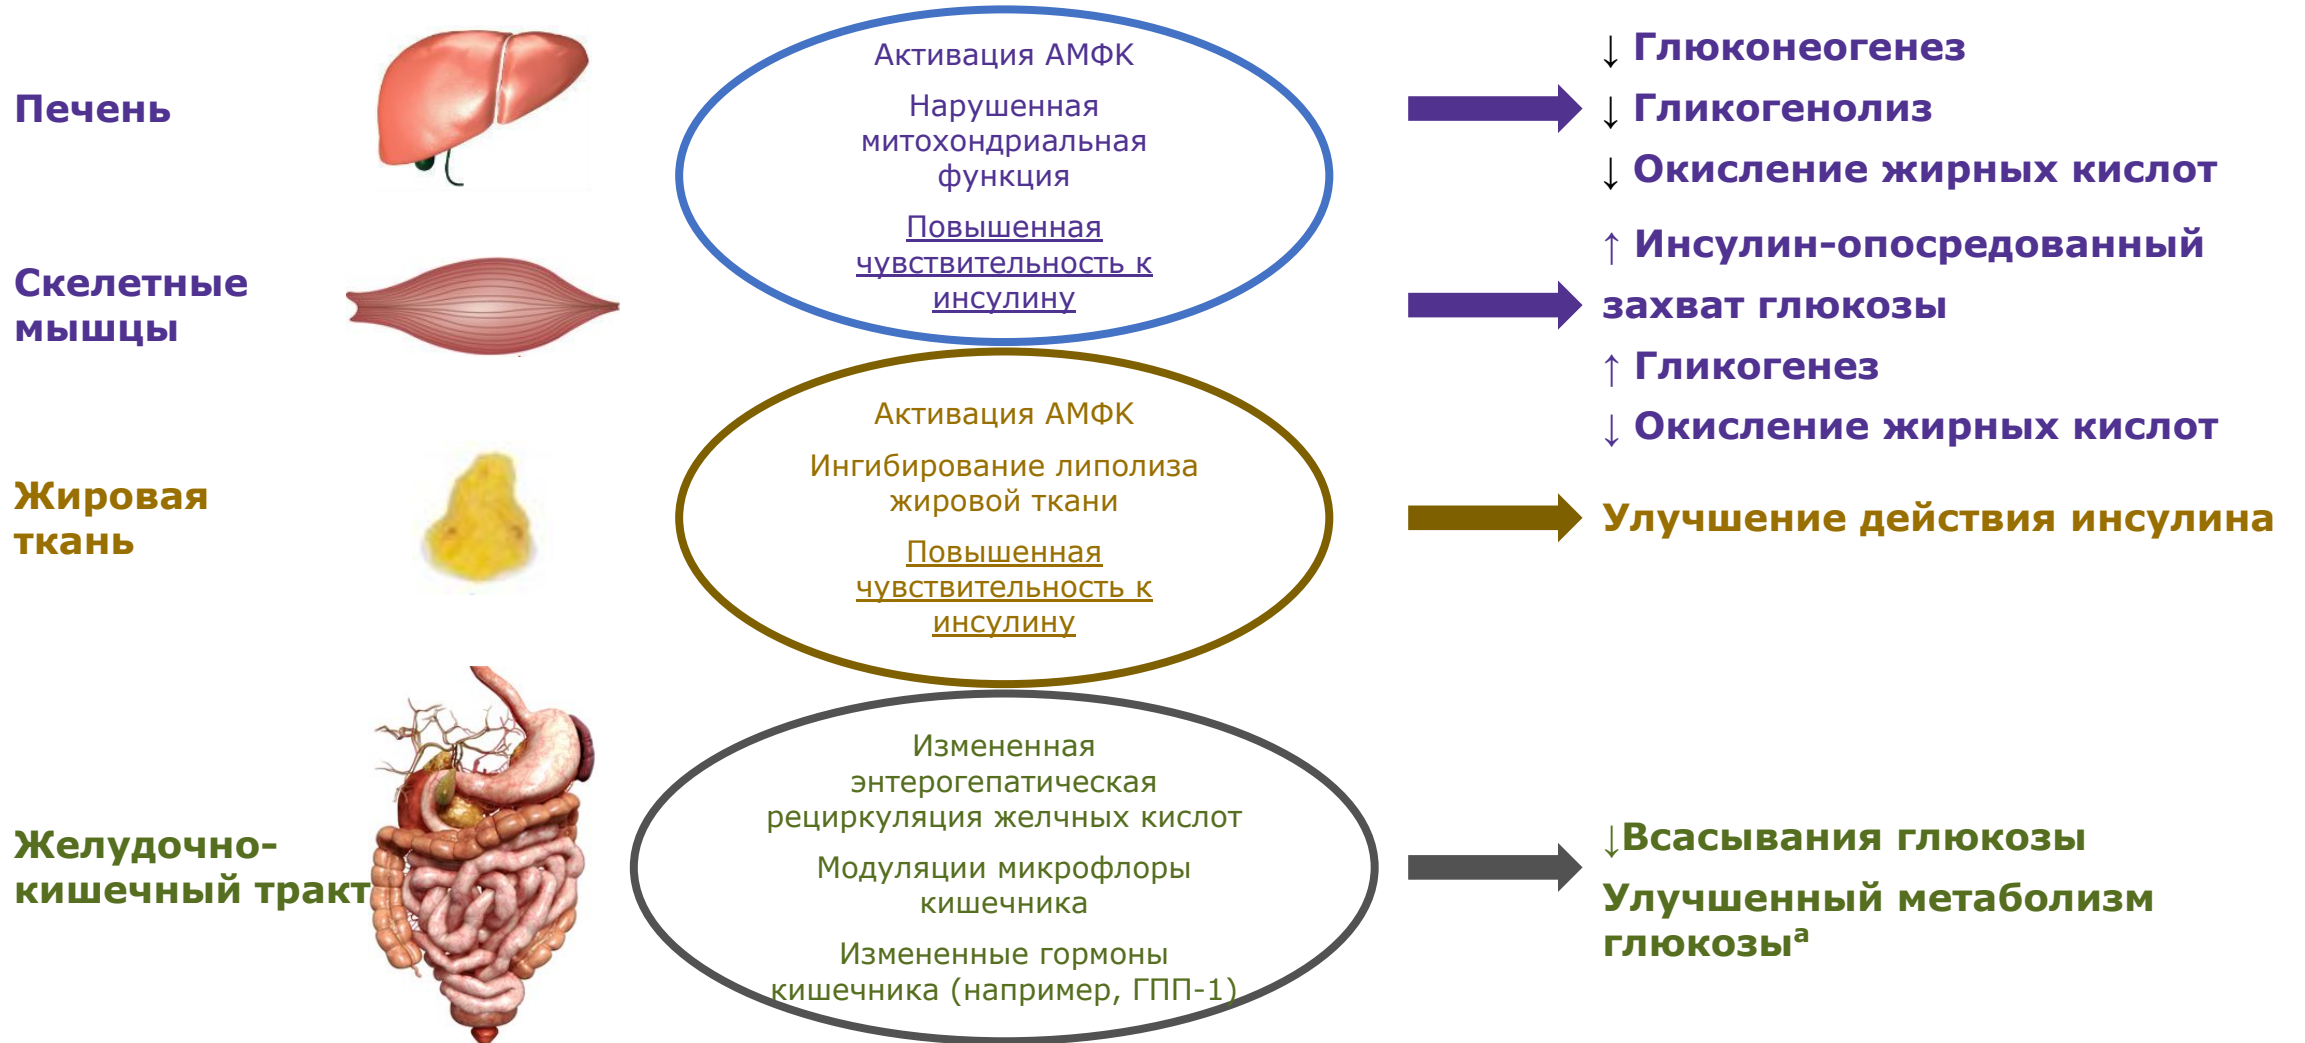 Печень
Активация АМФК
Нарушенная
митохондриальная
функция
Повышенная
чувствительность к
инсулину
↓ Глюконеогенез
↓ Гликогенолиз
↓ Окисление жирных кислот
Скелетные
мышцы
↑ Инсулин-опосредованный
захват глюкозы
↑ Гликогенез
↓ Окисление жирных кислот
Жировая
ткань
Активация АМФК
Ингибирование липолиза
жировой ткани
Повышенная
чувствительность к
инсулину
Улучшение действия инсулина
Желудочно-
кишечный тракт
Измененная
энтерогепатическая
рециркуляция желчных кислот
Модуляции микрофлоры
кишечника
Измененные гормоны
кишечника (например, ГПП-1)
↓Всасывания глюкозы
Улучшенный метаболизм
глюкозыᵃ